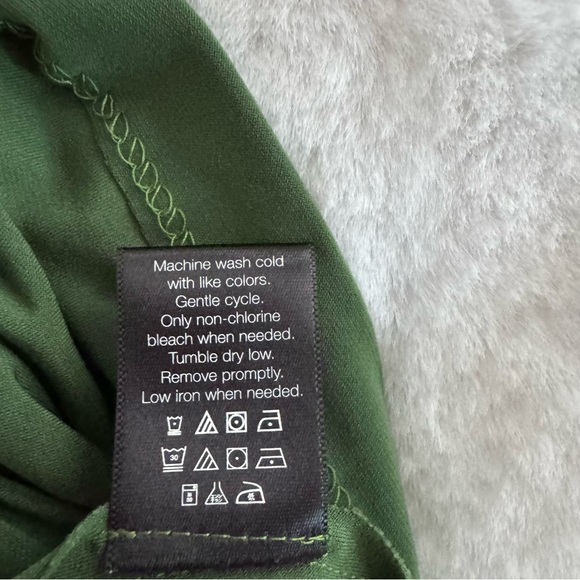 Machine wash cold
with like colors.
Gentle cycle.
Only non-chlorine
bleach when needed.
Tumble dry low.
Remove promptly.
Low iron when needed.
30